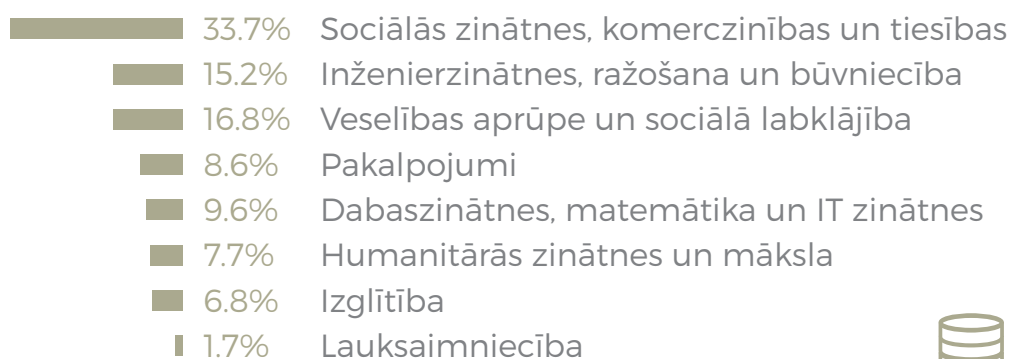 33.7% Sociālās zinātnes, komerczinības un tiesības
15.2% Inženierzinātnes, ražošana un būvniecība
16.8% Veselības aprūpe un sociālā labklājība
8.6% Pakalpojumi
9.6% Dabaszinātnes, matemātika un IT zinātnes
7.7% Humanitārās zinātnes un māksla
6.8% Izglītība
1.7% Lauksaimniecība